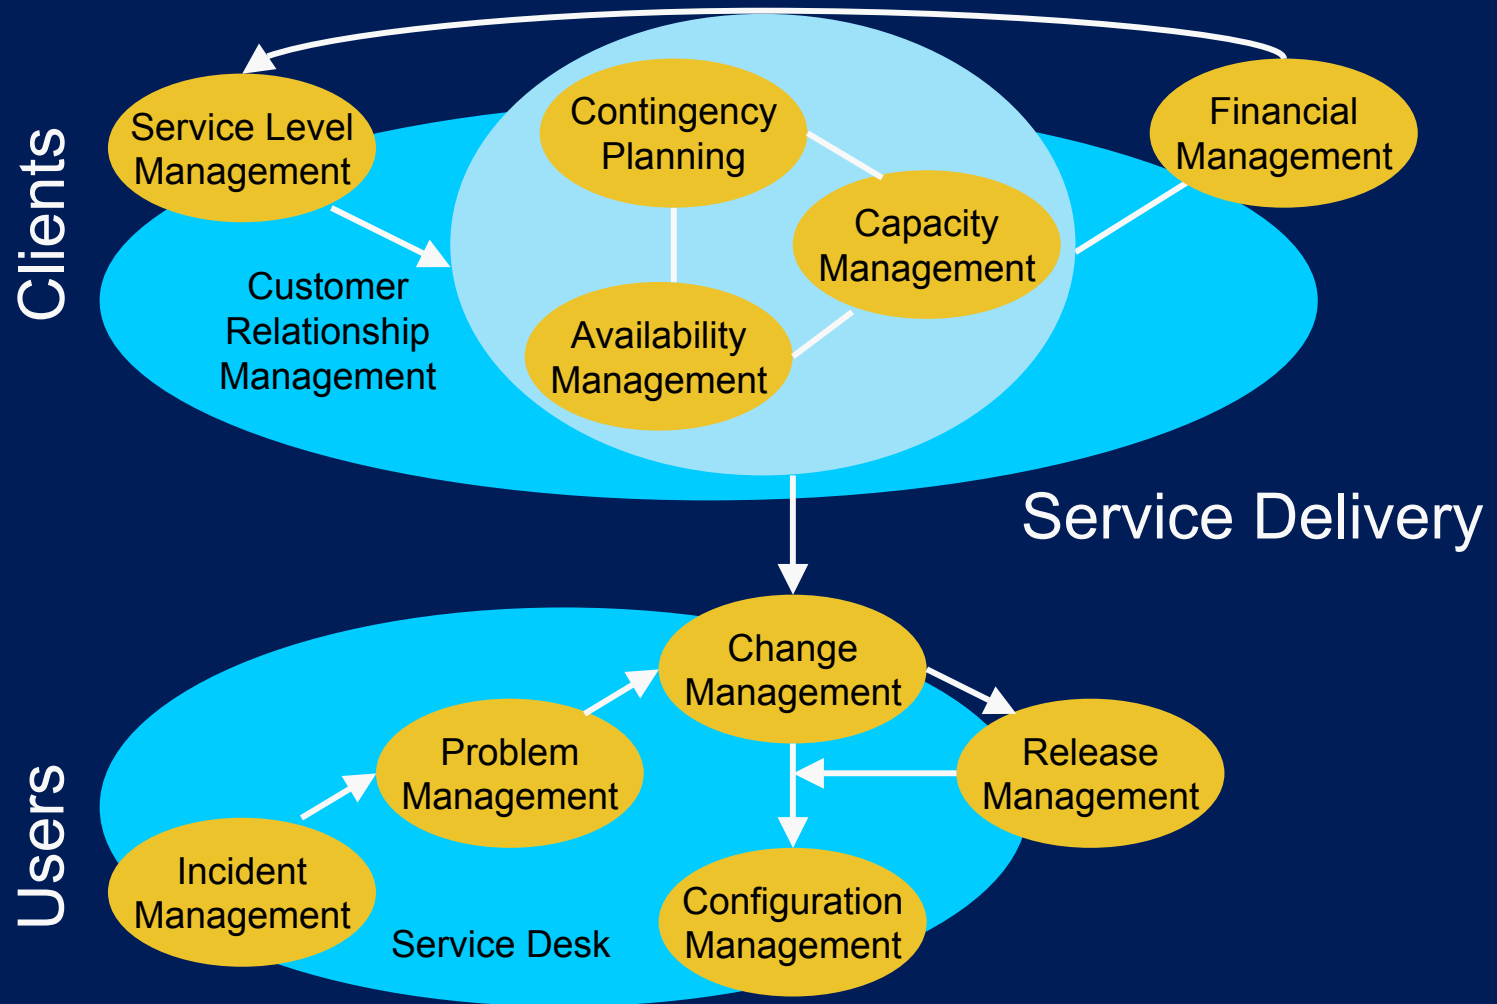 Clients
Service Level
Management
Contingency
Planning
Financial
Management
Capacity
Management
Customer
Relationship
Management
Availability
Management
Service Delivery
Users
Change
Management
Problem
Management
Release
Management
Incident
Management
Configuration
Management
Service Desk